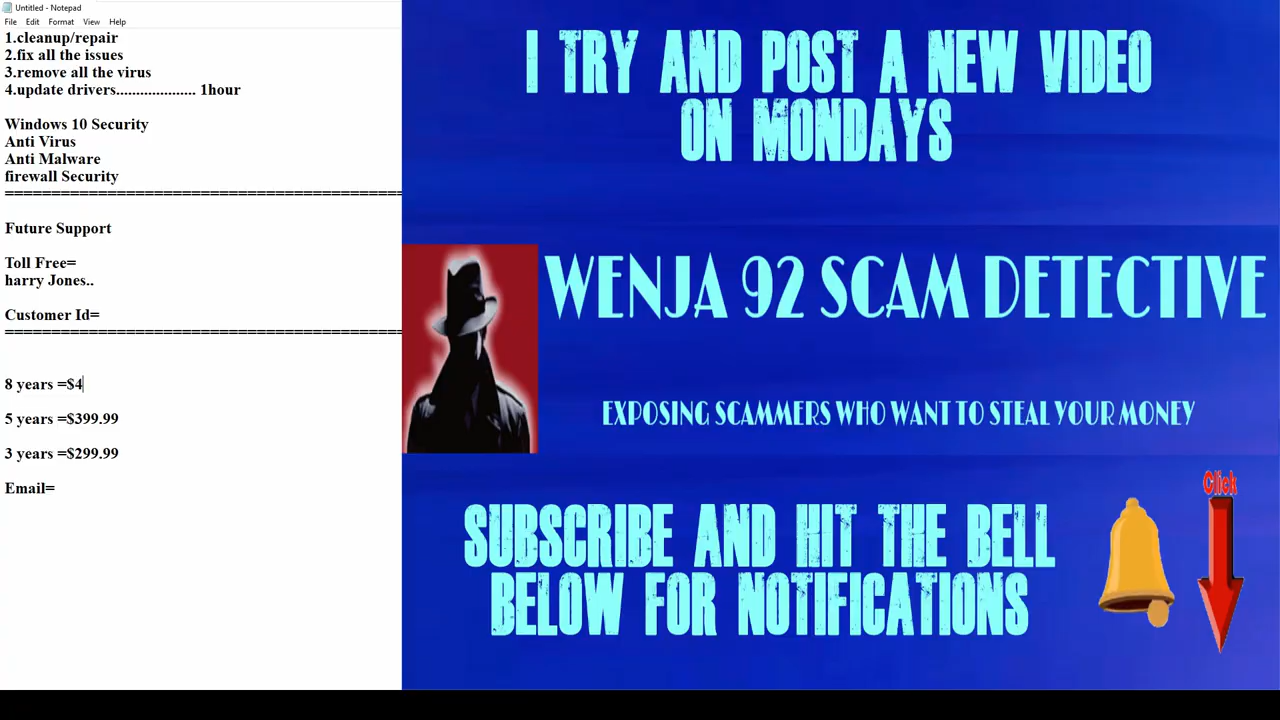 Untitled - Notepad
File Edit Format View Help
1.cleanup/repair
2.fix all the issues
3.remove all the virus
4.update drivers.................... 1hour
Windows 10 Security
Anti Virus
Anti Malware
firewall Security
===========================================
Future Support
Toll Free=
harry Jones..
Customer Id=
===========================================
8 years =$4
5 years =$399.99
3 years =$299.99
Email=
I TRY AND POST A NEW VIDEO
ON MONDAYS
WENJA 92 SCAM DETECTIVE
EXPOSING SCAMMERS WHO WANT TO STEAL YOUR MONEY
SUBSCRIBE AND HIT THE BELL
BELOW FOR NOTIFICATIONS
Click